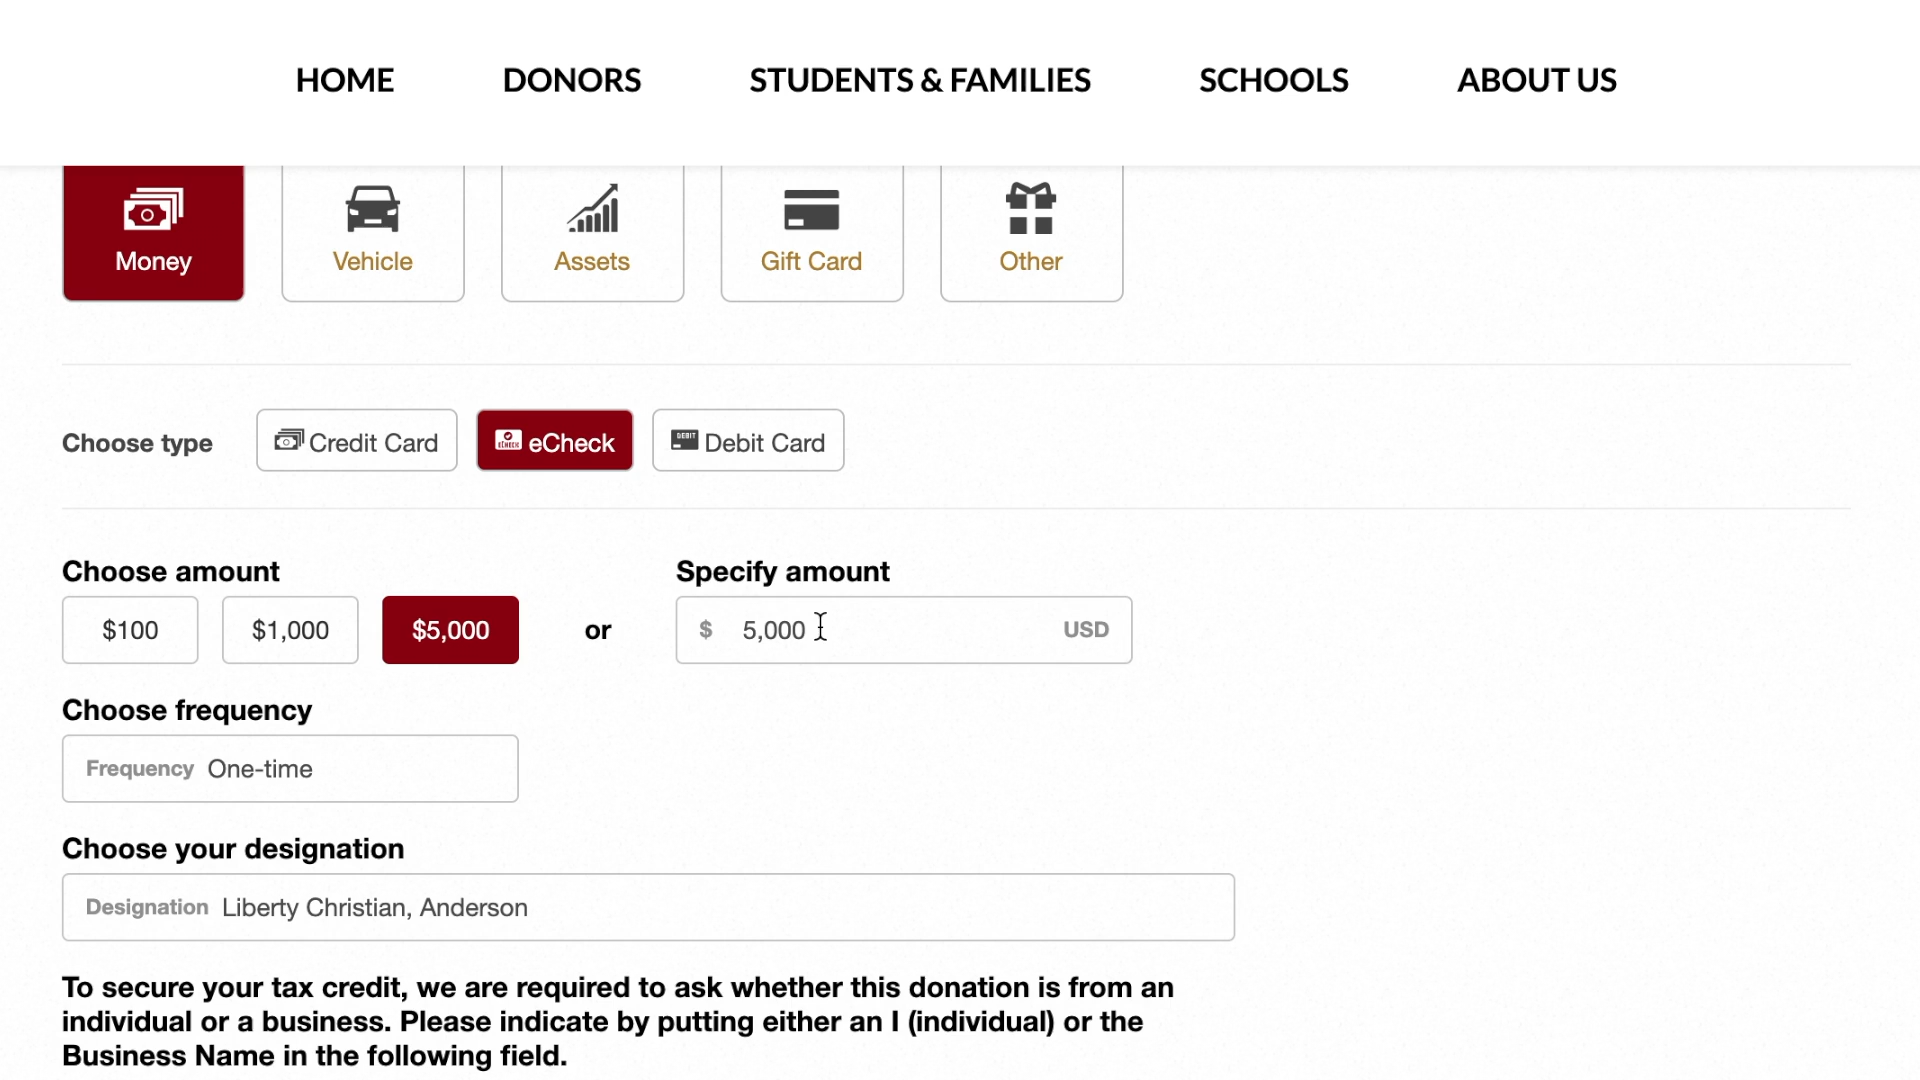 HOME DONORS STUDENTS & FAMILIES SCHOOLS ABOUT US
Money Vehicle Assets Gift Card Other
Choose type Credit Card eCHECK eCheck DEBIT Debit Card
Choose amount Specify amount
$100 $1,000 $5,000 or $ 5,000 USD
Choose frequency
Frequency One-time
Choose your designation
Designation Liberty Christian, Anderson
To secure your tax credit, we are required to ask whether this donation is from an
individual or a business. Please indicate by putting either an I (individual) or the
Business Name in the following field.